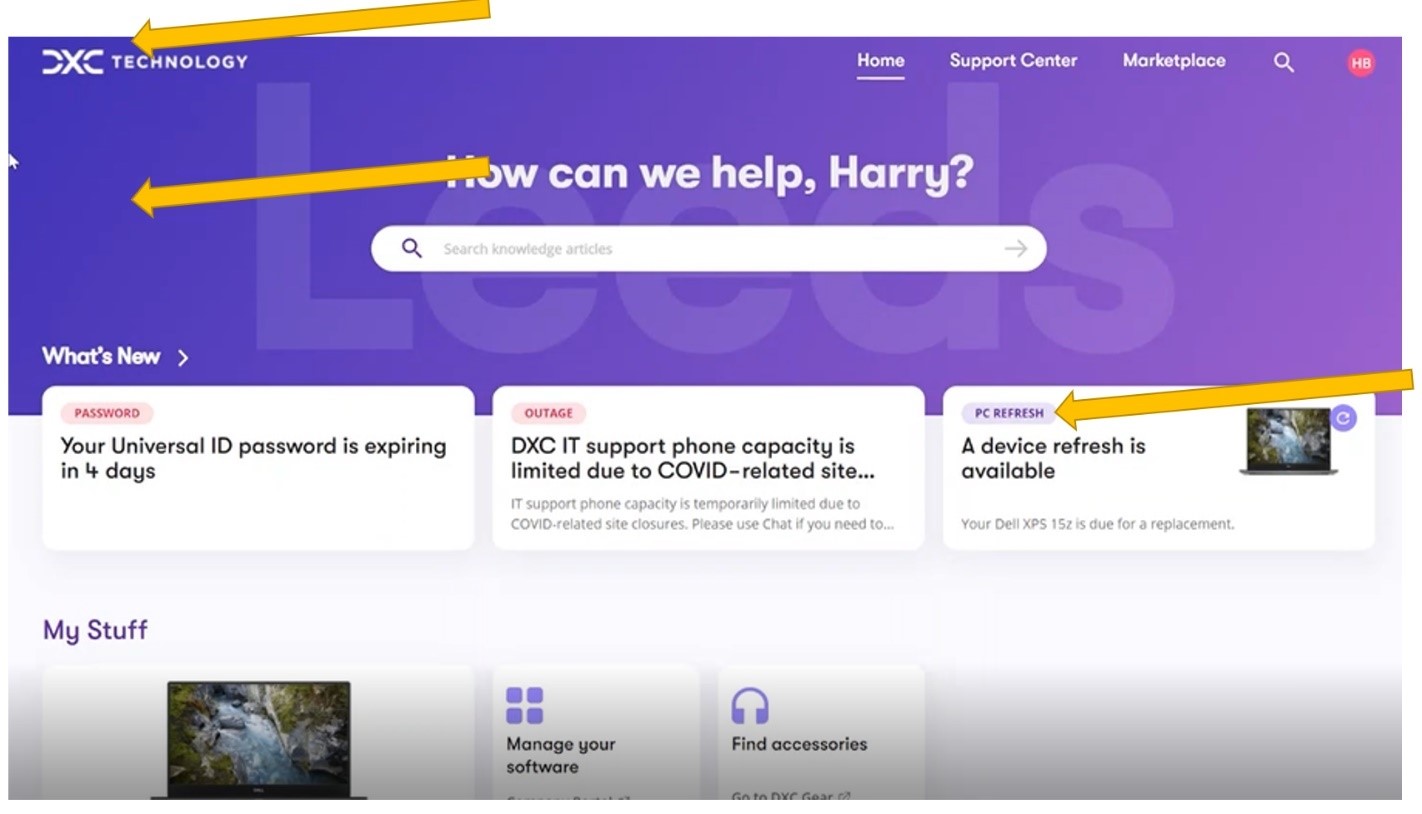 DXC TECHNOLOGY
Home Support Center Marketplace HB
Leeds
How can we help, Harry?
Search knowledge articles
What's New
PASSWORD
Your Universal ID password is expiring
in 4 days
OUTAGE
DXC IT support phone capacity is
limited due to COVID-related site...
IT support phone capacity is temporarily limited due to
COVID-related site closures. Please use Chat if you need to...
PC REFRESH
A device refresh is
available
Your Dell XPS 15z is due for a replacement.
My Stuff
Manage your
software
Company Portal
Find accessories
Go to DXC Gear